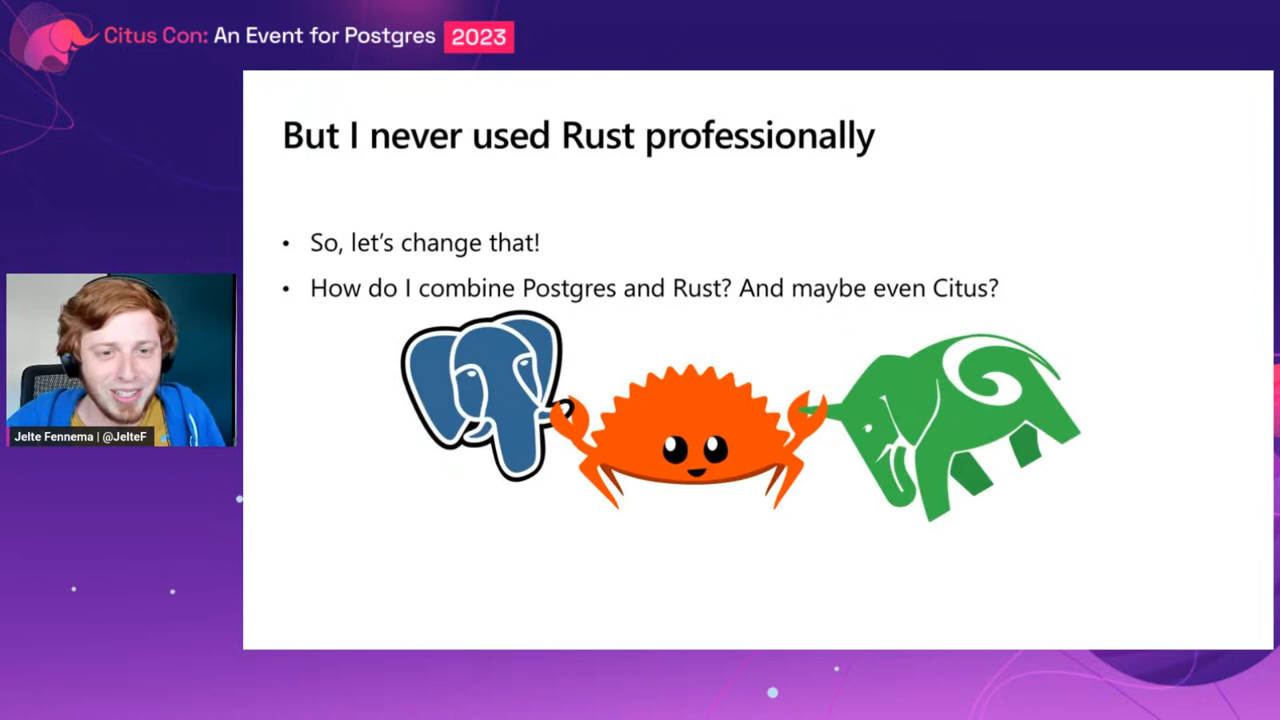 Citus Con: An Event for Postgres 2023
But I never used Rust professionally
• So, let's change that!
• How do I combine Postgres and Rust? And maybe even Citus?
Jelte Fennema | @JelteF